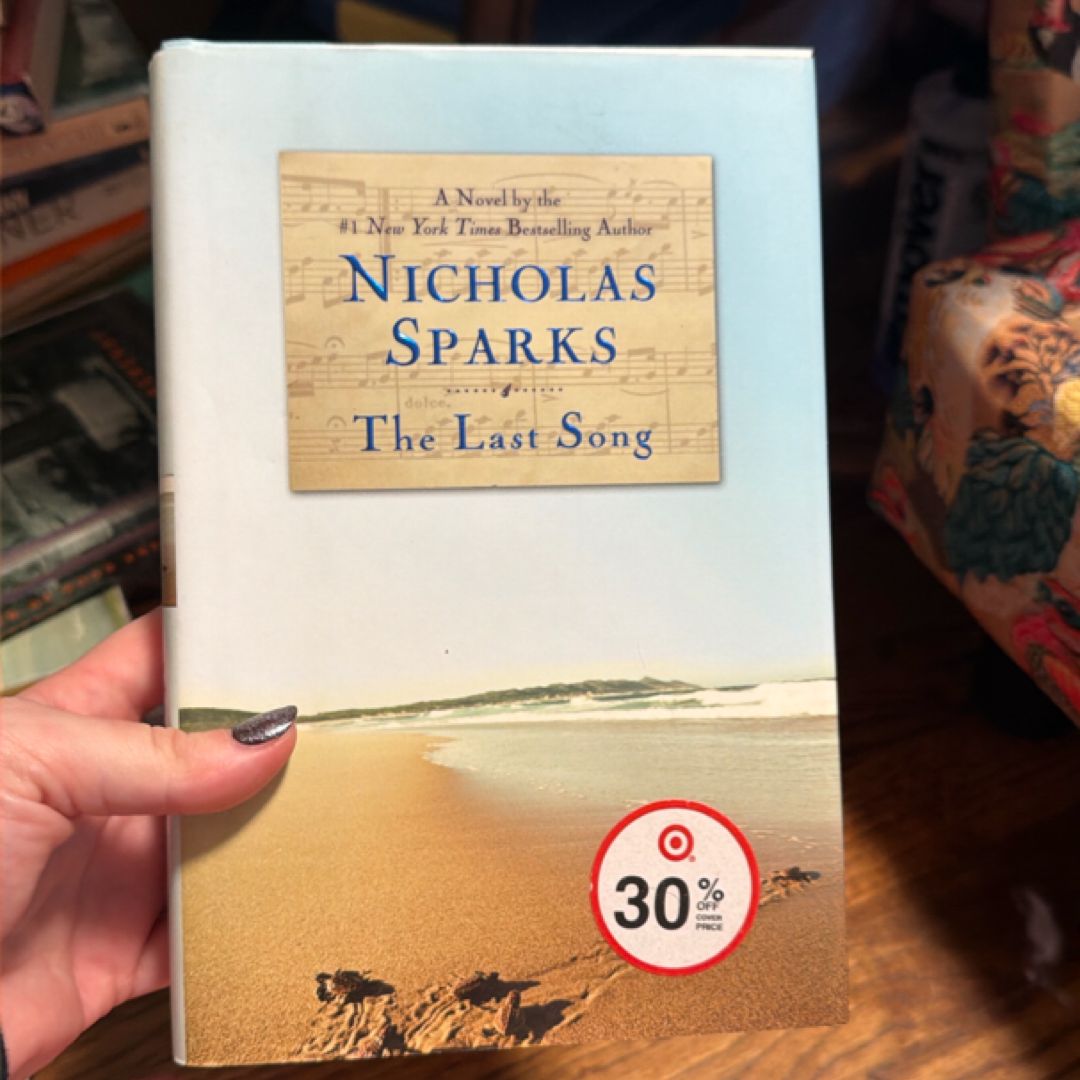 A Novel by the
#1 New York Times Bestselling Author
NICHOLAS
SPARKS
dolce.
The Last Song
30% OFF
COVER
PRICE